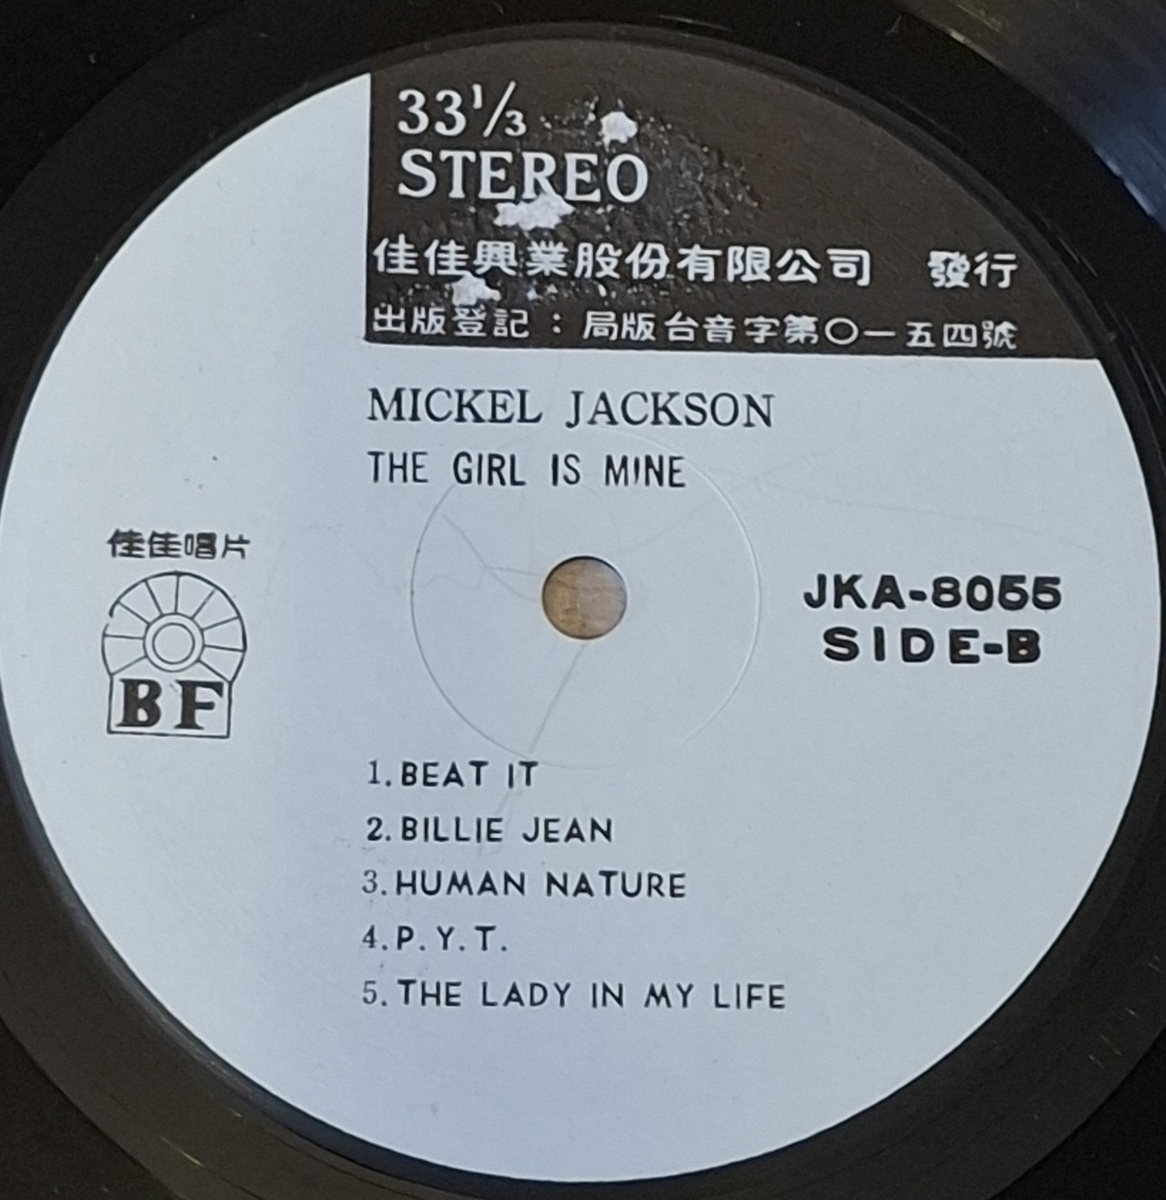 33⅓
STEREO
佳佳興業股份有限公司 發行
出版登記：局版台音字第〇一五四號
MICKEL JACKSON
THE GIRL IS MINE
佳佳唱片
BF
JKA-8055
SIDE-B
1. BEAT IT
2. BILLIE JEAN
3. HUMAN NATURE
4. P. Y. T.
5. THE LADY IN MY LIFE